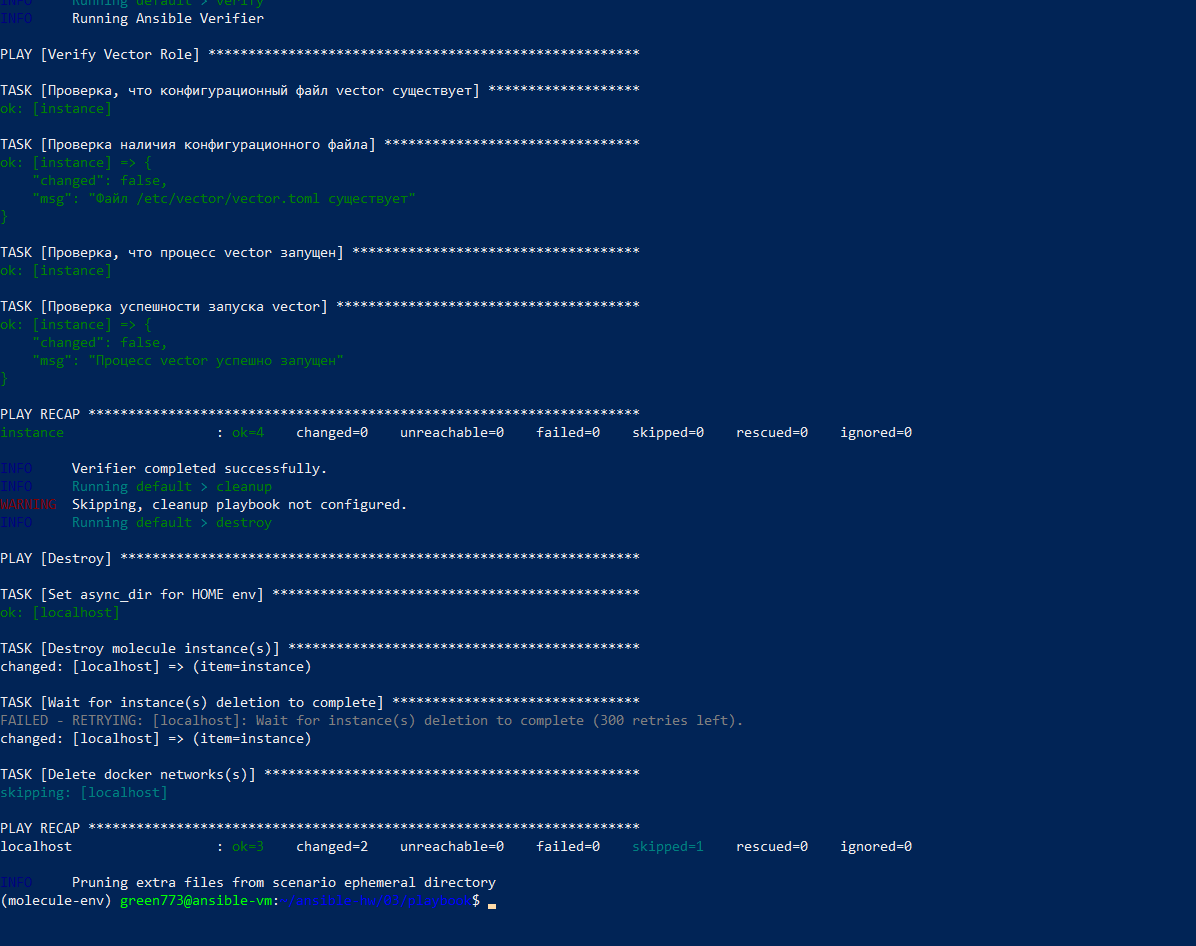 INFO     Running default > verify
INFO     Running Ansible Verifier
PLAY [Verify Vector Role] ******************************************************
TASK [Проверка, что конфигурационный файл vector существует] *******************
ok: [instance]
TASK [Проверка наличия конфигурационного файла] ********************************
ok: [instance] => {
    "changed": false,
    "msg": "Файл /etc/vector/vector.toml существует"
}
TASK [Проверка, что процесс vector запущен] ************************************
ok: [instance]
TASK [Проверка успешности запуска vector] **************************************
ok: [instance] => {
    "changed": false,
    "msg": "Процесс vector успешно запущен"
}
PLAY RECAP *********************************************************************
instance                   : ok=4    changed=0    unreachable=0    failed=0    skipped=0    rescued=0    ignored=0
INFO     Verifier completed successfully.
INFO     Running default > cleanup
WARNING  Skipping, cleanup playbook not configured.
INFO     Running default > destroy
PLAY [Destroy] *****************************************************************
TASK [Set async_dir for HOME env] **********************************************
ok: [localhost]
TASK [Destroy molecule instance(s)] ********************************************
changed: [localhost] => (item=instance)
TASK [Wait for instance(s) deletion to complete] *******************************
FAILED - RETRYING: [localhost]: Wait for instance(s) deletion to complete (300 retries left).
changed: [localhost] => (item=instance)
TASK [Delete docker networks(s)] ***********************************************
skipping: [localhost]
PLAY RECAP *********************************************************************
localhost                  : ok=3    changed=2    unreachable=0    failed=0    skipped=1    rescued=0    ignored=0
INFO     Pruning extra files from scenario ephemeral directory
(molecule-env) green773@ansible-vm:$